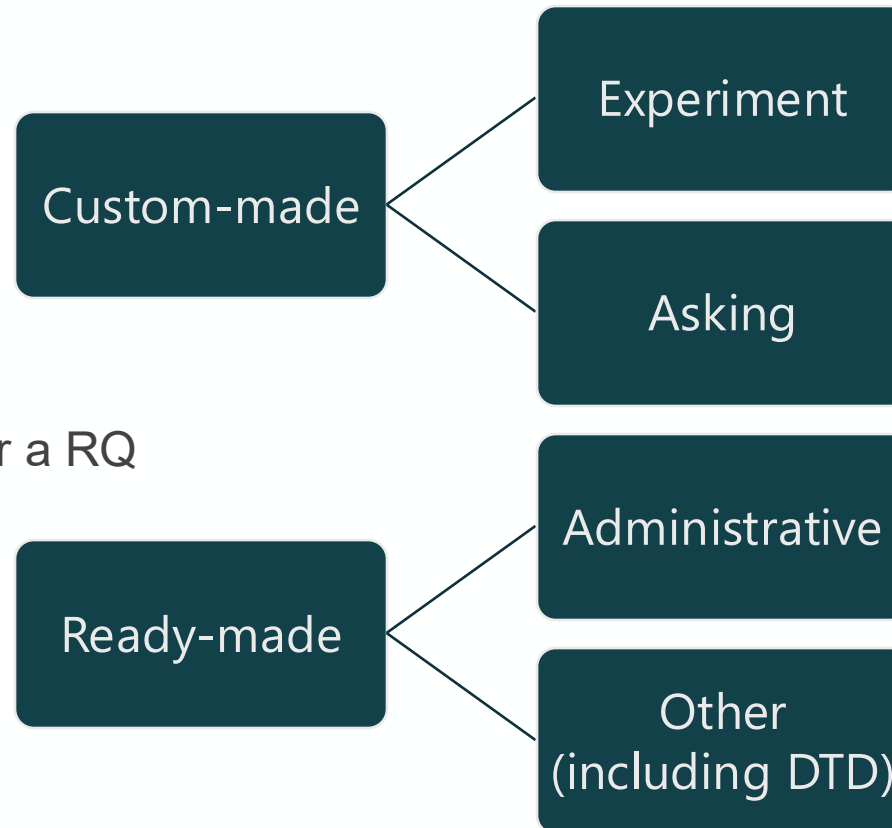 Custom-made
Experiment
Asking
r a RQ
Ready-made
Administrative
Other
(including DTD)